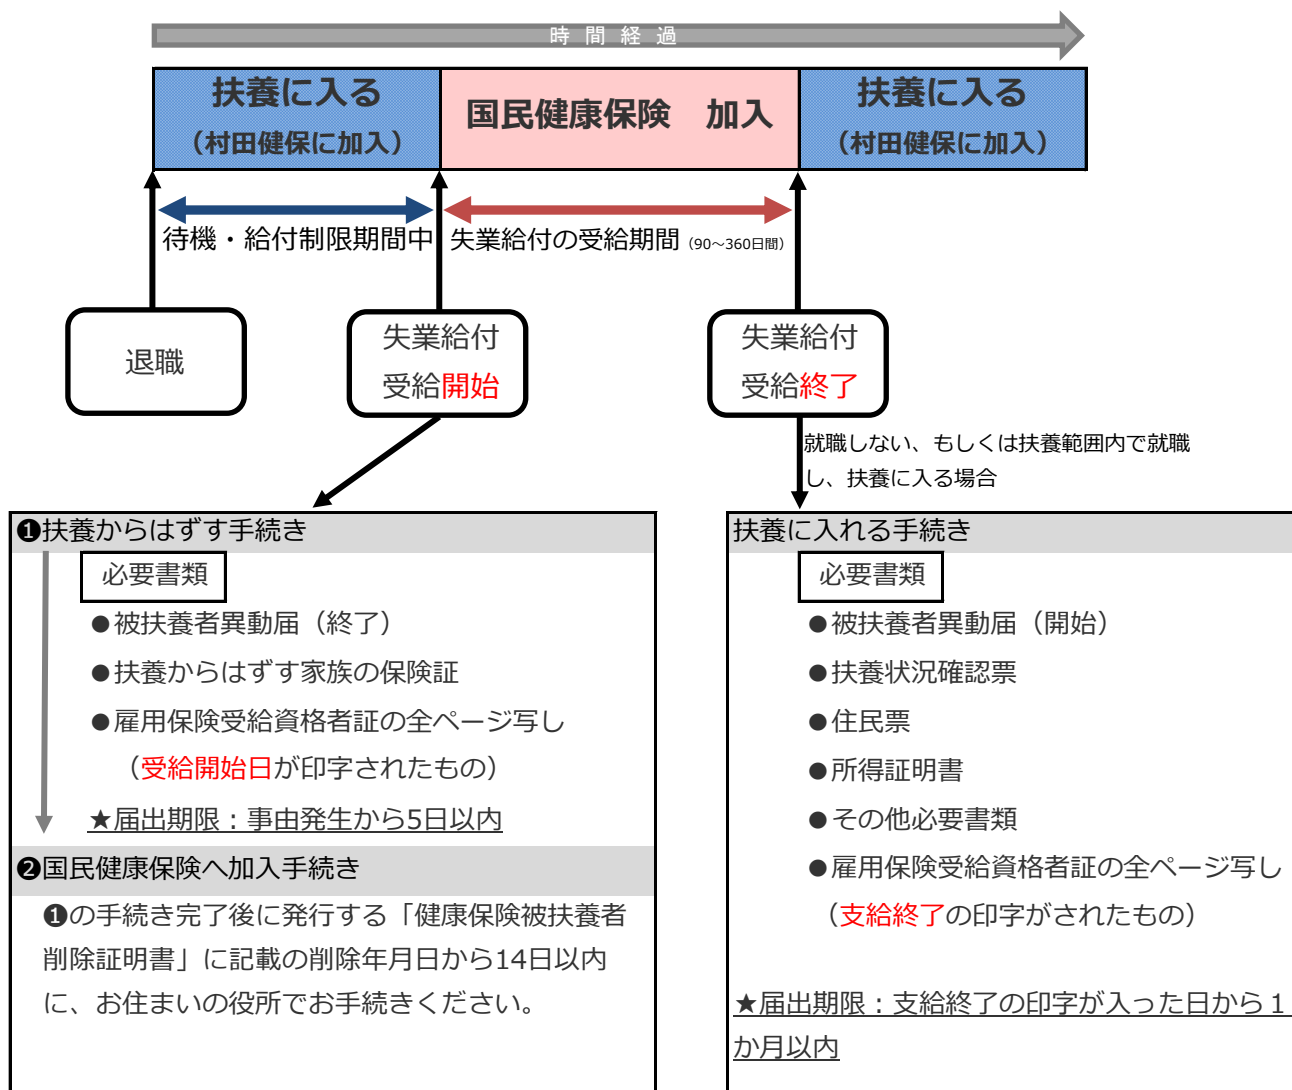 時 間 経 過
扶養に入る
（村田健保に加入）
国民健康保険　加入
扶養に入る
（村田健保に加入）
待機・給付制限期間中
失業給付の受給期間（90～360日間）
退職
失業給付
受給開始
失業給付
受給終了
就職しない、もしくは扶養範囲内で就職
し、扶養に入る場合
❶扶養からはずす手続き
必要書類
●被扶養者異動届（終了）
●扶養からはずす家族の保険証
●雇用保険受給資格者証の全ページ写し
（受給開始日が印字されたもの）
★届出期限：事由発生から5日以内
❷国民健康保険へ加入手続き
❶の手続き完了後に発行する「健康保険被扶養者
削除証明書」に記載の削除年月日から14日以内
に、お住まいの役所でお手続きください。
扶養に入れる手続き
必要書類
●被扶養者異動届（開始）
●扶養状況確認票
●住民票
●所得証明書
●その他必要書類
●雇用保険受給資格者証の全ページ写し
（支給終了の印字がされたもの）
★届出期限：支給終了の印字が入った日から１
か月以内